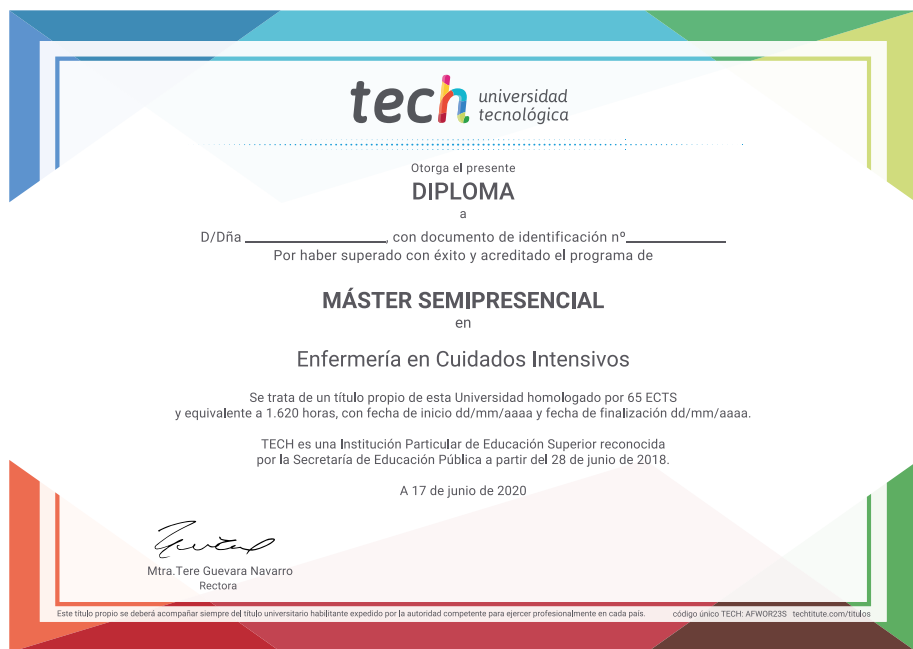 tech universidad
tecnológica
Otorga el presente
DIPLOMA
a
D/Dña ________________, con documento de identificación nº____________
Por haber superado con éxito y acreditado el programa de
MÁSTER SEMIPRESENCIAL
en
Enfermería en Cuidados Intensivos
Se trata de un título propio de esta Universidad homologado por 65 ECTS
y equivalente a 1.620 horas, con fecha de inicio dd/mm/aaaa y fecha de finalización dd/mm/aaaa.
TECH es una Institución Particular de Educación Superior reconocida
por la Secretaría de Educación Pública a partir del 28 de junio de 2018.
A 17 de junio de 2020
Mtra.Tere Guevara Navarro
Rectora
Este título propio se deberá acompañar siempre del título universitario habilitante expedido por la autoridad competente para ejercer profesionalmente en cada país. código único TECH: AFWOR23S techtitute.com/titulos